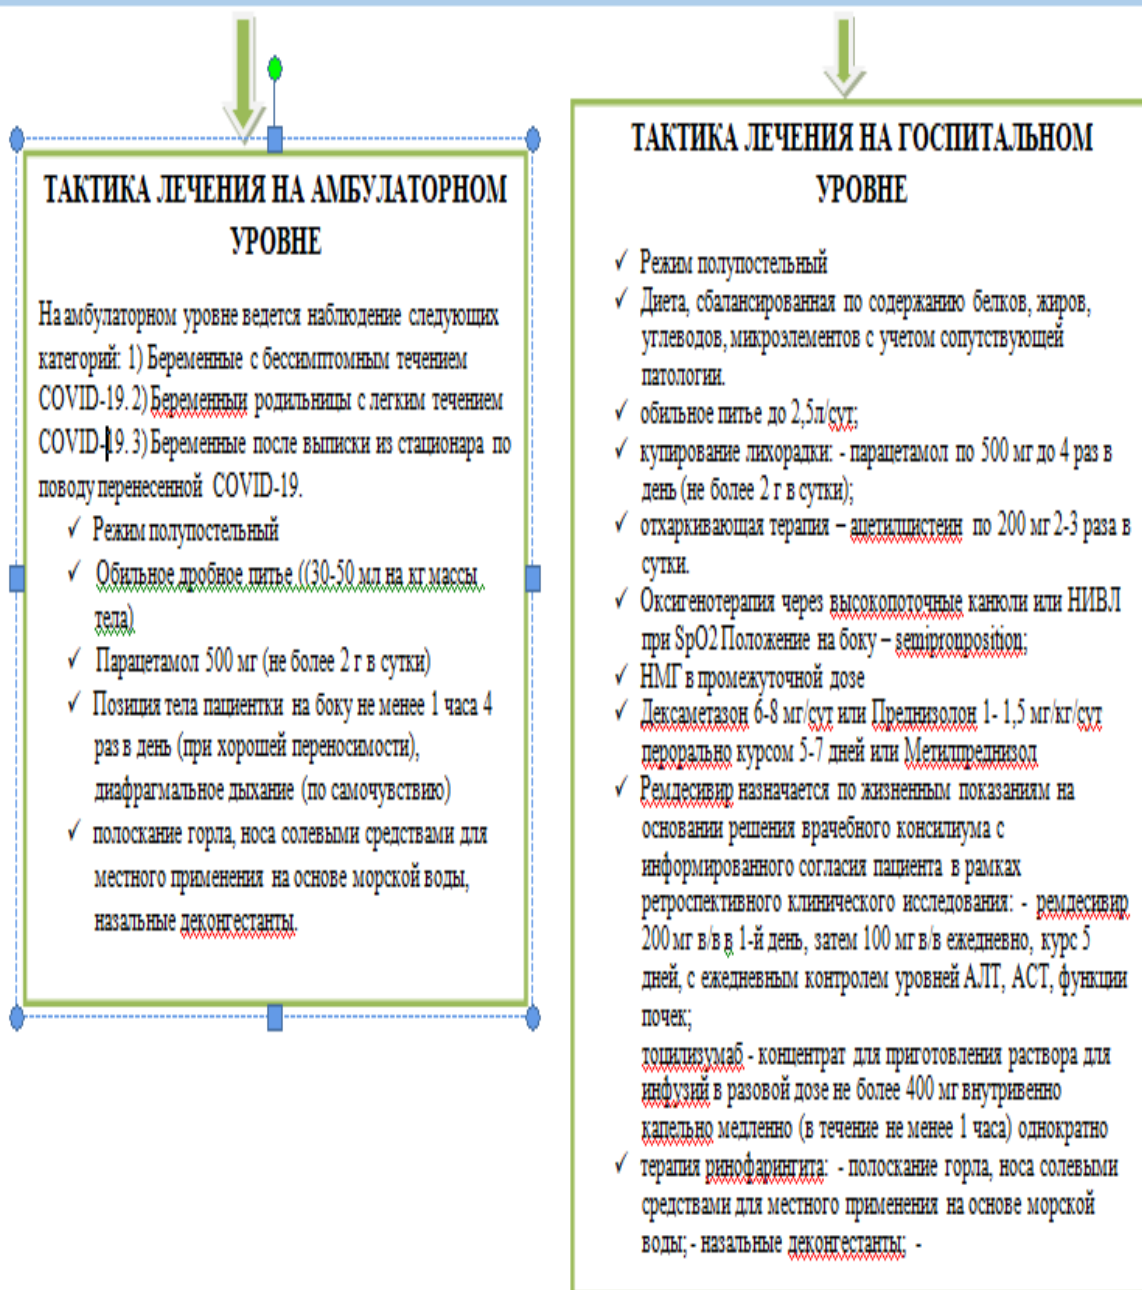 ТАКТИКА ЛЕЧЕНИЯ НА АМБУЛАТОРНОМ
УРОВНЕ
На амбулаторном уровне ведется наблюдение следующих
категорий: 1) Беременные с бессимптомным течением
COVID-19. 2) Беременныи родильницы с легким течением
COVID-19. 3) Беременные после выписки из стационара по
поводу перенесенной COVID-19.
✓ Режим полупостельный
✓ Обильное дробное питье ((30-50 мл на кг массы
тела)
✓ Парацетамол 500 мг (не более 2 г в сутки)
✓ Позиция тела пациентки на боку не менее 1 часа 4
раз в день (при хорошей переносимости),
диафрагмальное дыхание (по самочувствию)
✓ полоскание горла, носа солевыми средствами для
местного применения на основе морской воды,
назальные деконгестанты.
ТАКТИКА ЛЕЧЕНИЯ НА ГОСПИТАЛЬНОМ
УРОВНЕ
✓ Режим полупостельный
✓ Диета, сбалансированная по содержанию белков, жиров,
углеводов, микроэлементов с учетом сопутствующей
патологии.
✓ обильное питье до 2,5л/сут;
✓ купирование лихорадки: - парацетамол по 500 мг до 4 раз в
день (не более 2 г в сутки);
✓ отхаркивающая терапия – ацетилцистеин по 200 мг 2-3 раза в
сутки.
✓ Оксигенотерапия через высокопоточные канюли или НИВЛ
при SpO2 Положение на боку – semipronposition;
✓ НМГ в промежуточной дозе
✓ Дексаметазон 6-8 мг/сут или Преднизолон 1- 1,5 мг/кг/сут
перорально курсом 5-7 дней или Метилпреднизол
✓ Ремдесивир назначается по жизненным показаниям на
основании решения врачебного консилиума с
информированного согласия пациента в рамках
ретроспективного клинического исследования: - ремдесивир
200 мг в/в в 1-й день, затем 100 мг в/в ежедневно, курс 5
дней, с ежедневным контролем уровней АЛТ, АСТ, функции
почек;
тоцилизумаб - концентрат для приготовления раствора для
инфузий в разовой дозе не более 400 мг внутривенно
капельно медленно (в течение не менее 1 часа) однократно
✓ терапия ринофарингита: - полоскание горла, носа солевыми
средствами для местного применения на основе морской
воды; - назальные деконгестанты; -